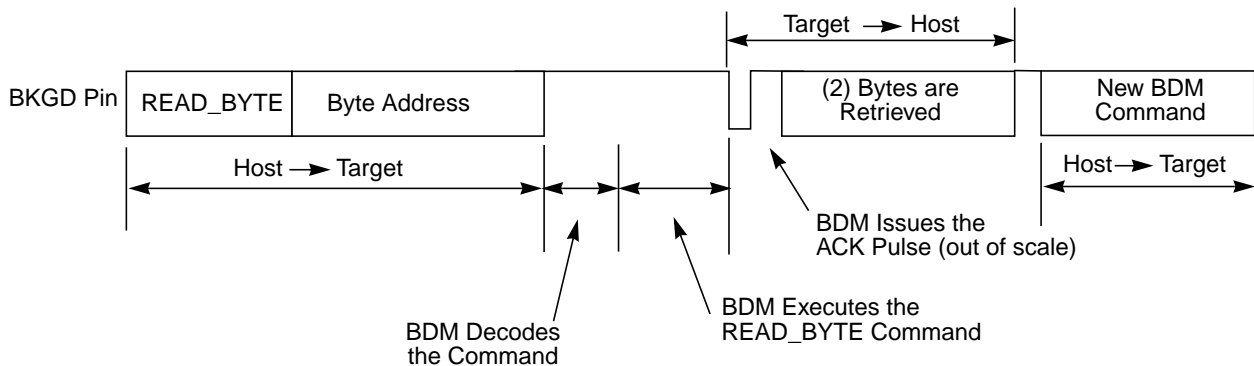 Target → Host
BKGD Pin
READ_BYTE
Byte Address
(2) Bytes are
Retrieved
New BDM
Command
Host → Target
Host → Target
BDM Issues the
ACK Pulse (out of scale)
BDM Decodes
the Command
BDM Executes the
READ_BYTE Command